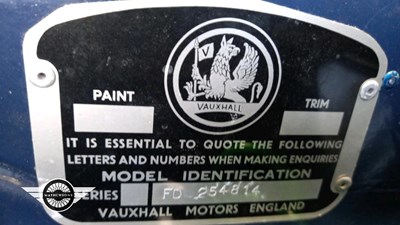 V
VAUXHALL
PAINT
TRIM
IT IS ESSENTIAL TO QUOTE THE FOLLOWING
LETTERS AND NUMBERS WHEN MAKING ENQUIRIES
MODEL IDENTIFICATION
SERIES FD 254814
VAUXHALL MOTORS ENGLAND
MATHEWSONS